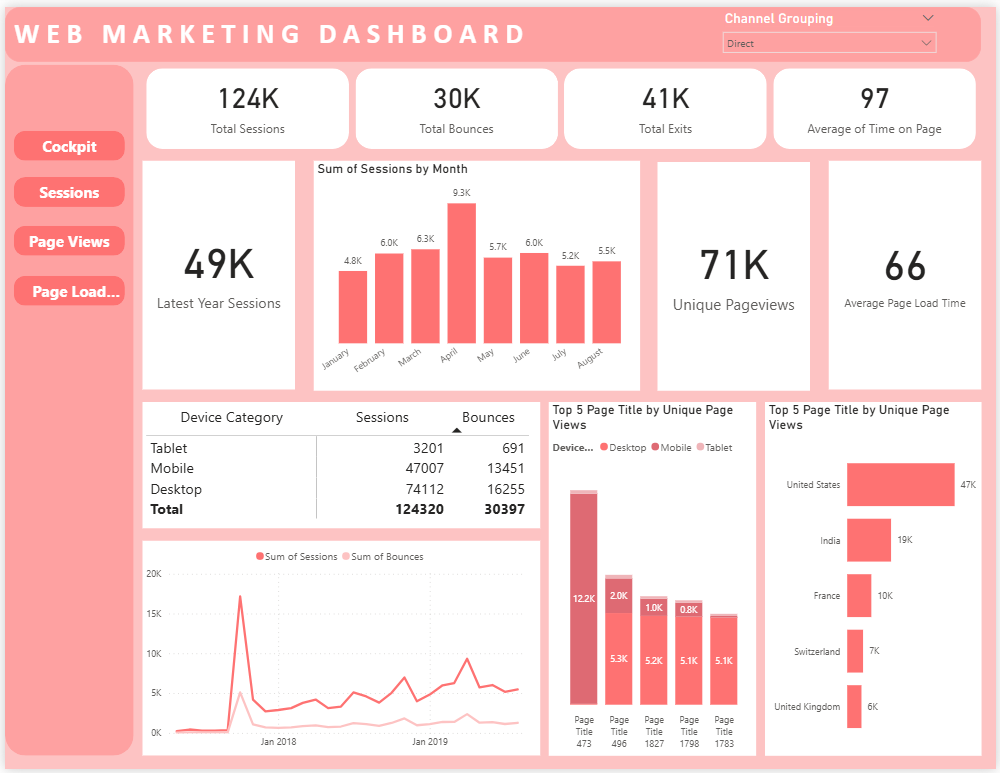 WEB MARKETING DASHBOARD
Channel Grouping
Direct
Cockpit
Sessions
Page Views
Page Load...
124K
Total Sessions
30K
Total Bounces
41K
Total Exits
97
Average of Time on Page
49K
Latest Year Sessions
Sum of Sessions by Month
4.8K
6.0K
6.3K
9.3K
5.7K
6.0K
5.2K
5.5K
January
February
March
April
May
June
July
August
71K
Unique Pageviews
66
Average Page Load Time
Device Category Sessions Bounces
Tablet 3201 691
Mobile 47007 13451
Desktop 74112 16255
Total 124320 30397
Sum of Sessions Sum of Bounces
20K
15K
10K
5K
0K
Jan 2018
Jan 2019
Top 5 Page Title by Unique Page
Views
Device... Desktop Mobile Tablet
12.2K
2.0K
5.3K
1.0K
5.2K
0.8K
5.1K
5.1K
Page
Title
473
Page
Title
496
Page
Title
1827
Page
Title
1798
Page
Title
1783
Top 5 Page Title by Unique Page
Views
United States 47K
India 19K
France 10K
Switzerland 7K
United Kingdom 6K